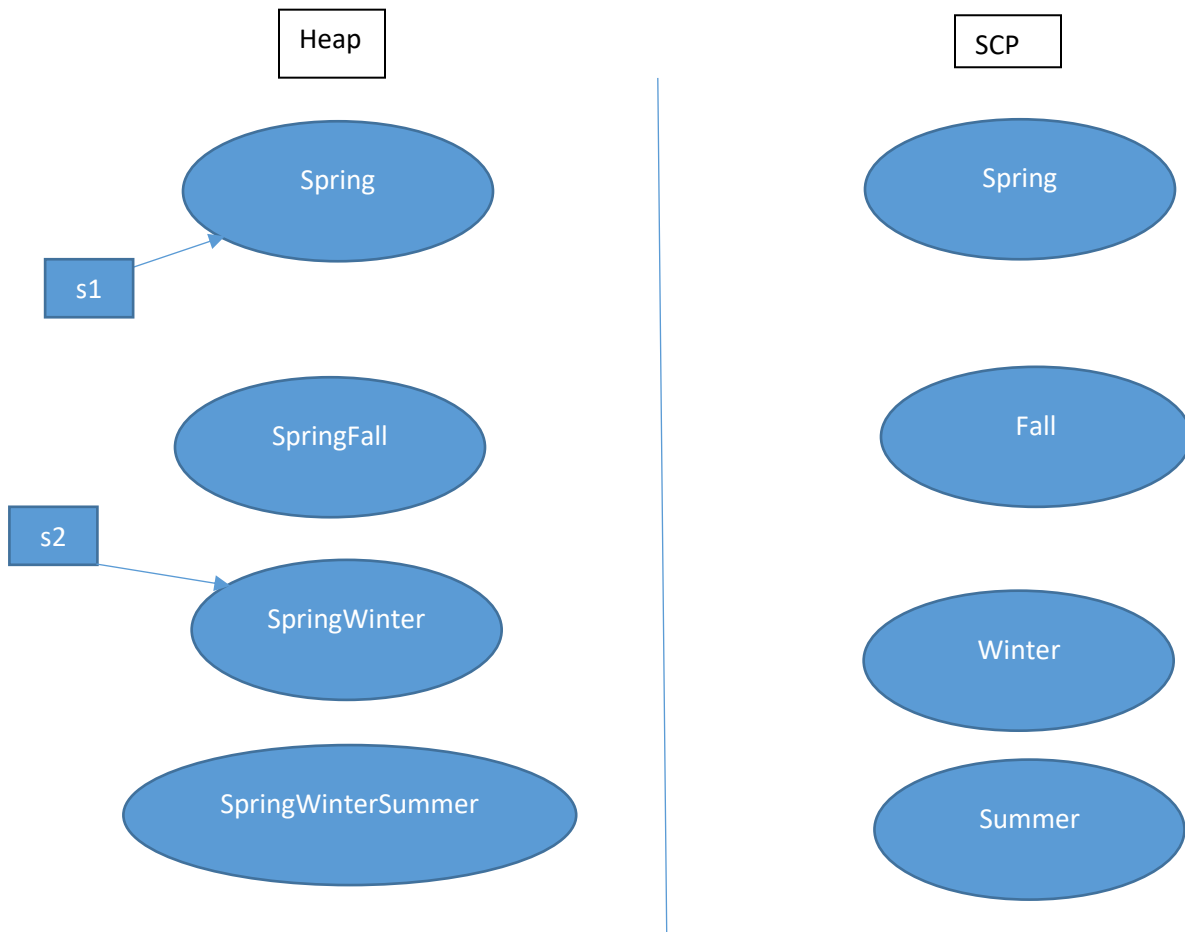 Heap
SCP
Spring
Spring
s1
SpringFall
Fall
s2
SpringWinter
Winter
SpringWinterSummer
Summer